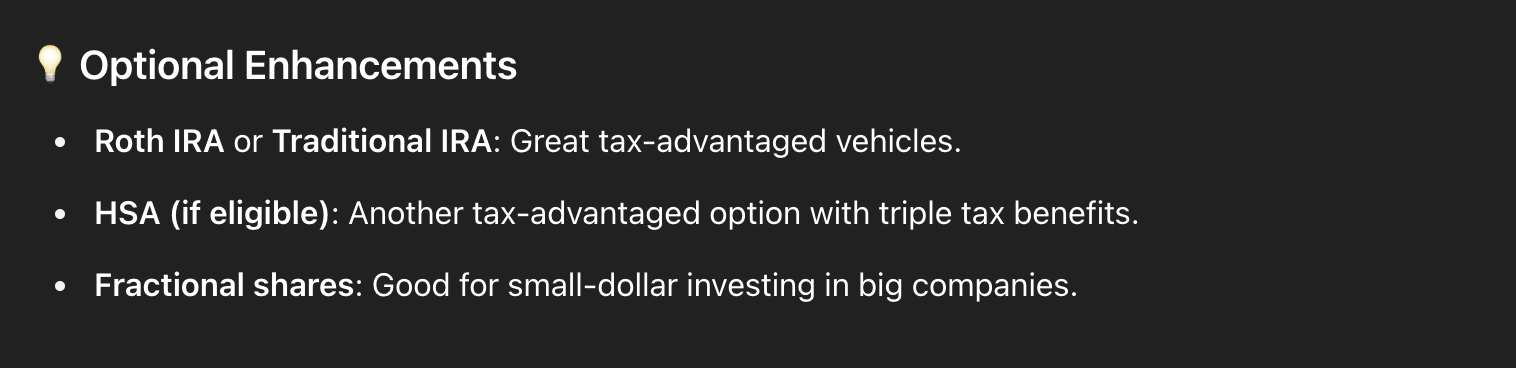 💡 Optional Enhancements
• Roth IRA or Traditional IRA: Great tax-advantaged vehicles.
• HSA (if eligible): Another tax-advantaged option with triple tax benefits.
• Fractional shares: Good for small-dollar investing in big companies.